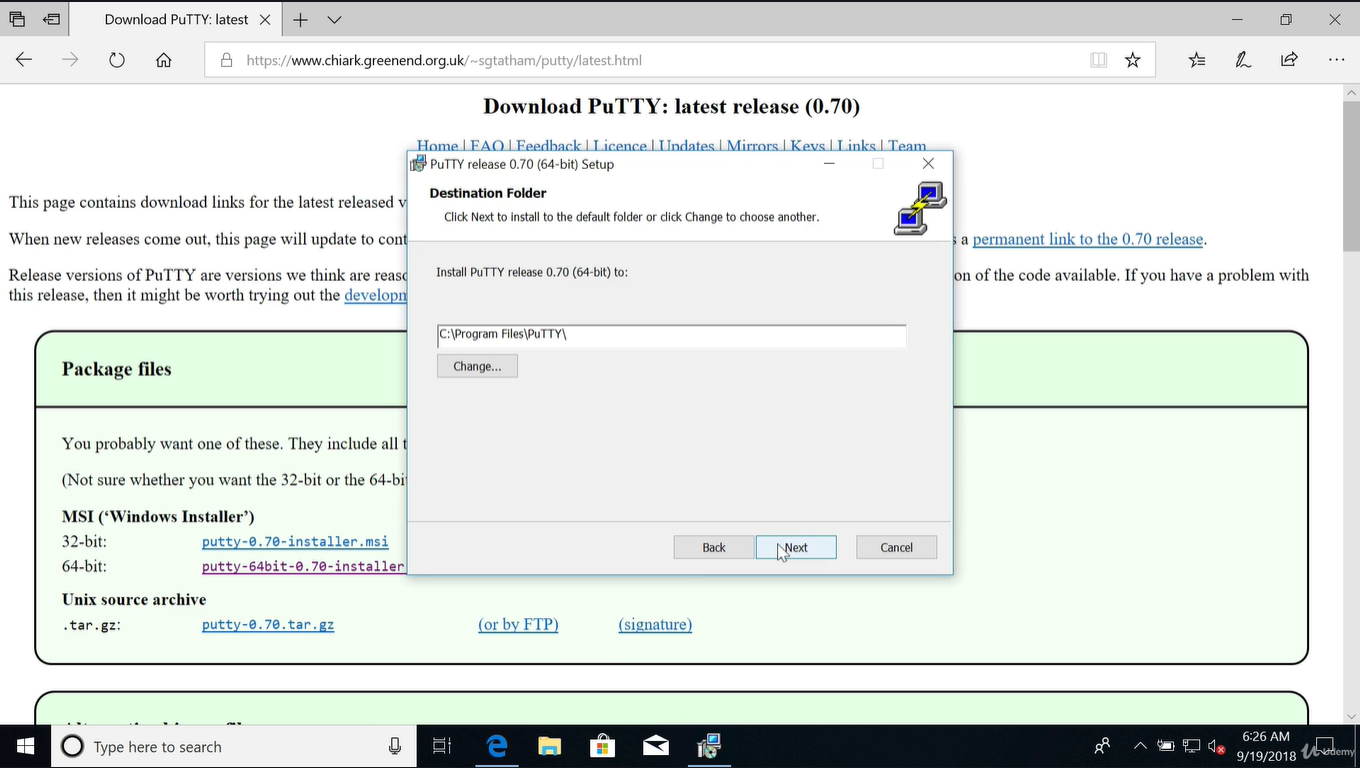 Download PuTTY: latest
https://www.chiark.greenend.org.uk/~sgtatham/putty/latest.html
Download PuTTY: latest release (0.70)
Home | FAQ | Feedback | Licence | Updates | Mirrors | Keys | Links | Team
PuTTY release 0.70 (64-bit) Setup
Destination Folder
Click Next to install to the default folder or click Change to choose another.
Install PuTTY release 0.70 (64-bit) to:
C:\Program Files\PuTTY\
Change...
Back
Next
Cancel
This page contains download links for the latest released v
When new releases come out, this page will update to cont
s a permanent link to the 0.70 release.
Release versions of PuTTY are versions we think are reas
on of the code available. If you have a problem with
this release, then it might be worth trying out the developm
Package files
You probably want one of these. They include all t
(Not sure whether you want the 32-bit or the 64-bi
MSI (‘Windows Installer’)
32-bit: putty-0.70-installer.msi
64-bit: putty-64bit-0.70-installer.
Unix source archive
.tar.gz: putty-0.70.tar.gz (or by FTP) (signature)
Type here to search
6:26 AM
9/19/2018
Udemy